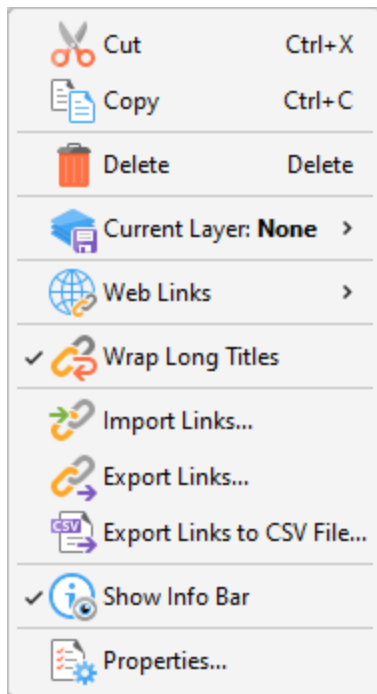 Cut Ctrl+X
Copy Ctrl+C
Delete Delete
Current Layer: None
Web Links
Wrap Long Titles
Import Links...
Export Links...
CSV Export Links to CSV File...
Show Info Bar
Properties...